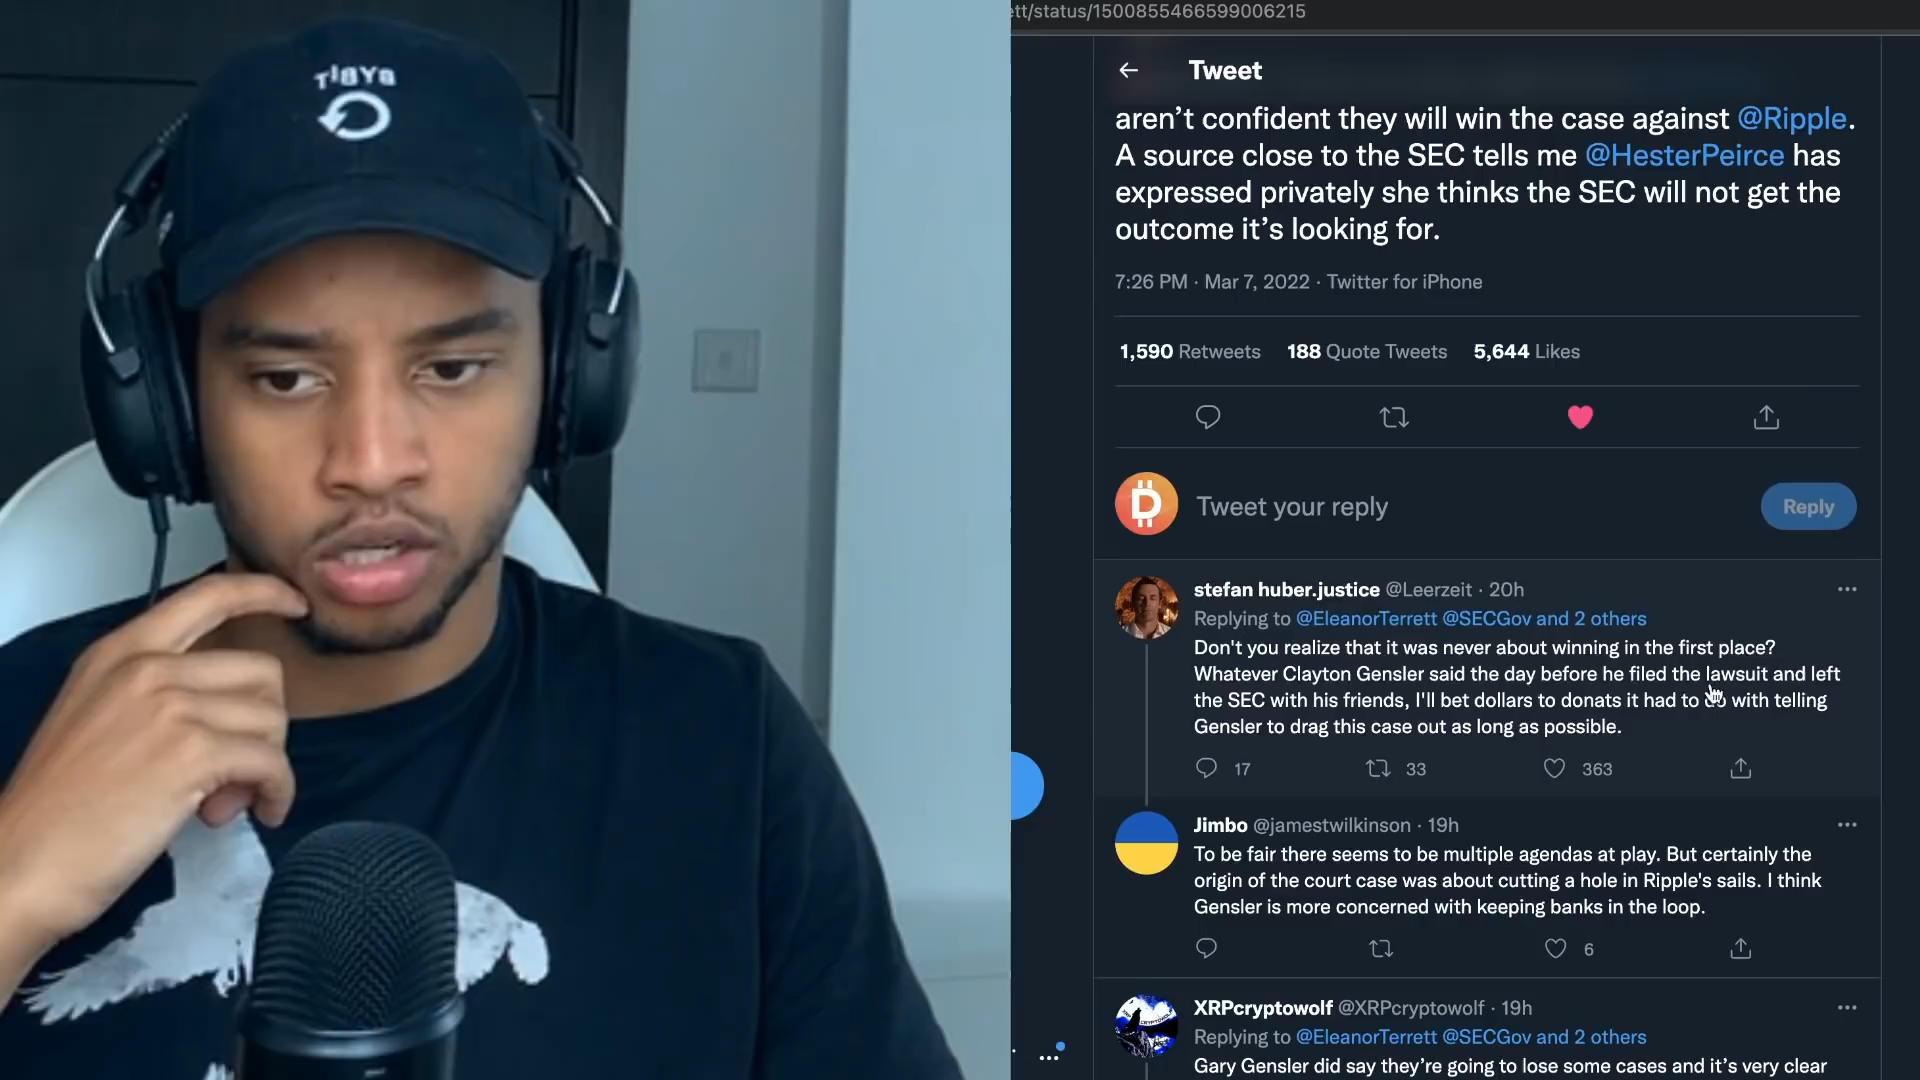 TIBYB
ett/status/1500855466599006215
Tweet
aren’t confident they will win the case against @Ripple.
A source close to the SEC tells me @HesterPeirce has
expressed privately she thinks the SEC will not get the
outcome it’s looking for.
7:26 PM · Mar 7, 2022 · Twitter for iPhone
1,590 Retweets 188 Quote Tweets 5,644 Likes
Tweet your reply
Reply
stefan huber.justice @Leerzeit · 20h
Replying to @EleanorTerrett @SECGov and 2 others
Don't you realize that it was never about winning in the first place?
Whatever Clayton Gensler said the day before he filed the lawsuit and left
the SEC with his friends, I'll bet dollars to donats it had to do with telling
Gensler to drag this case out as long as possible.
17 33 363
Jimbo @jamestwilkinson · 19h
To be fair there seems to be multiple agendas at play. But certainly the
origin of the court case was about cutting a hole in Ripple's sails. I think
Gensler is more concerned with keeping banks in the loop.
6
XRPcryptowolf @XRPcryptowolf · 19h
Replying to @EleanorTerrett @SECGov and 2 others
Gary Gensler did say they’re going to lose some cases and it’s very clear